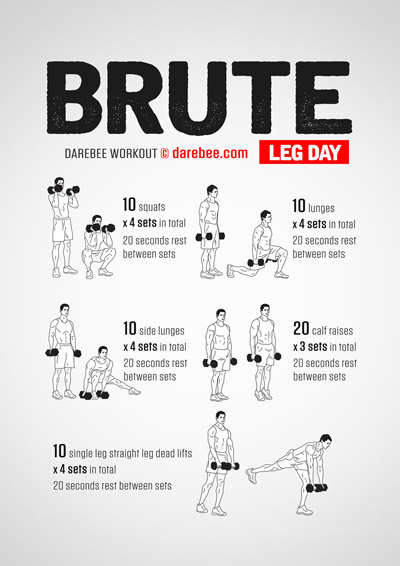 BRUTE
DAREBEE WORKOUT © darebee.com
LEG DAY
10 squats
x 4 sets in total
20 seconds rest
between sets
10 lunges
x 4 sets in total
20 seconds rest
between sets
10 side lunges
x 4 sets in total
20 seconds rest
between sets
20 calf raises
x 3 sets in total
20 seconds rest
between sets
10 single leg straight leg dead lifts
x 4 sets in total
20 seconds rest between sets